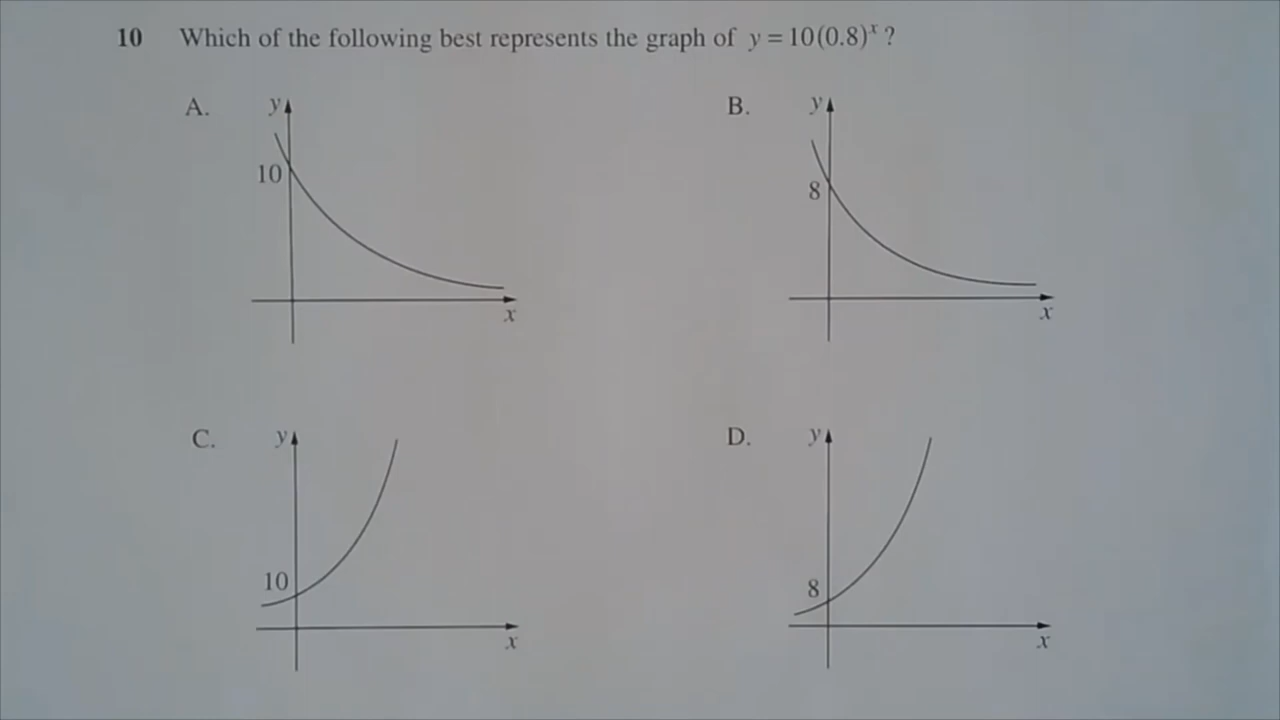 10 Which of the following best represents the graph of y = 10(0.8)ˣ ?
A. y
10
x
B. y
8
x
C. y
10
x
D. y
8
x